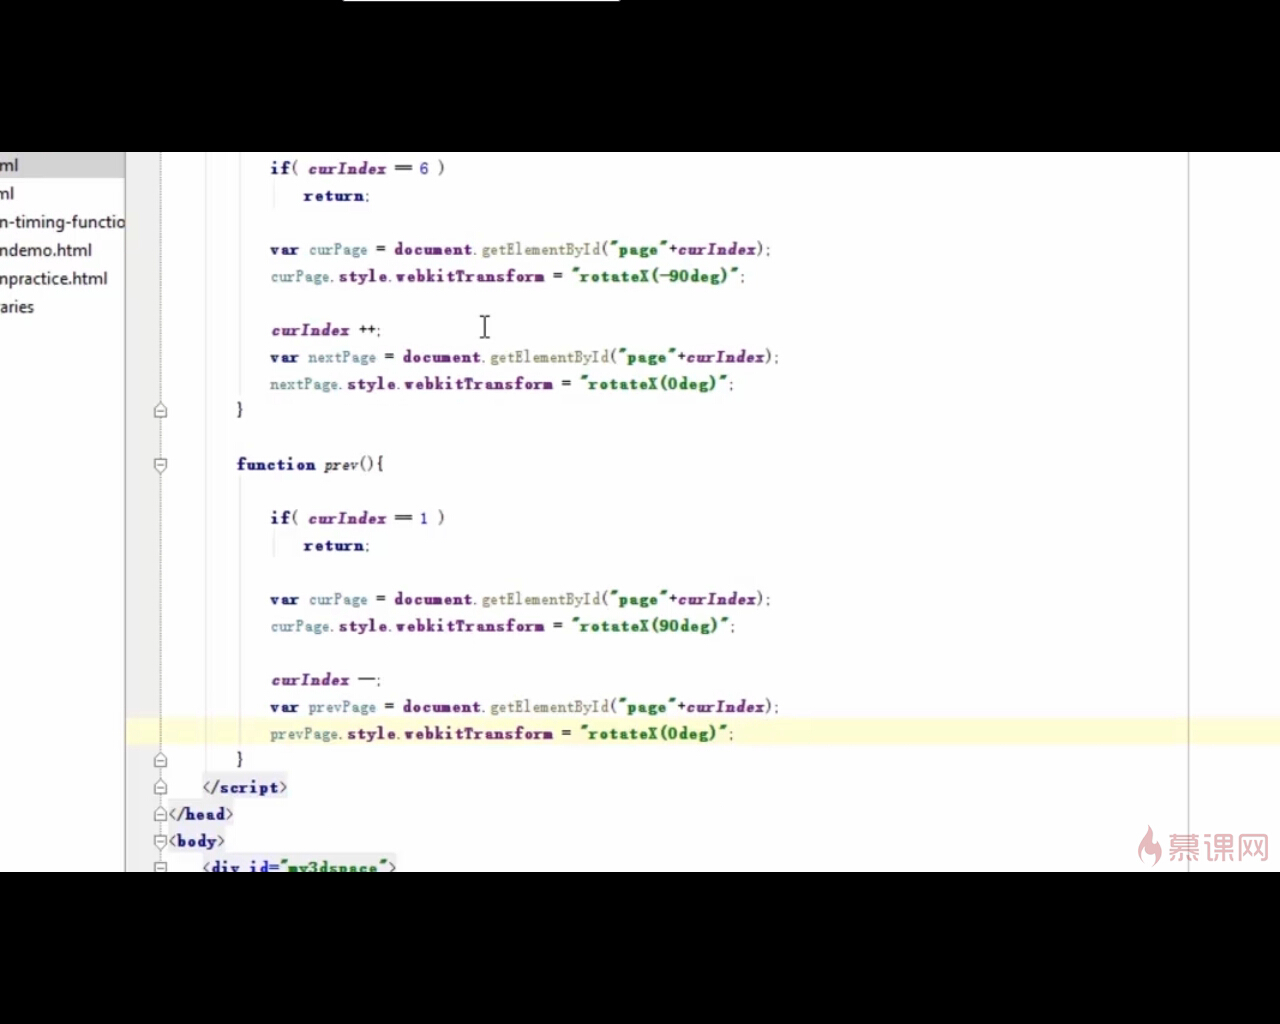 ml
ml
n-timing-functio
ndemo.html
npractice.html
aries
if( curIndex == 6 )
return;
var curPage = document.getElementById("page"+curIndex);
curPage.style.webkitTransform = "rotateX(-90deg)";
curIndex ++;
var nextPage = document.getElementById("page"+curIndex);
nextPage.style.webkitTransform = "rotateX(0deg)";
}
function prev(){
if( curIndex == 1 )
return;
var curPage = document.getElementById("page"+curIndex);
curPage.style.webkitTransform = "rotateX(90deg)";
curIndex --;
var prevPage = document.getElementById("page"+curIndex);
prevPage.style.webkitTransform = "rotateX(0deg)";
}
</script>
</head>
<body>
<div id="my3dspace">
慕课网